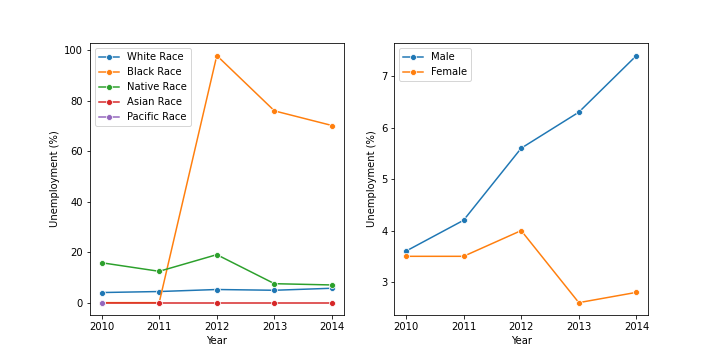 Unemployment (%)
100
80
60
40
20
0
White Race
Black Race
Native Race
Asian Race
Pacific Race
2010 2011 2012 2013 2014
Year
Unemployment (%)
7
6
5
4
3
Male
Female
2010 2011 2012 2013 2014
Year